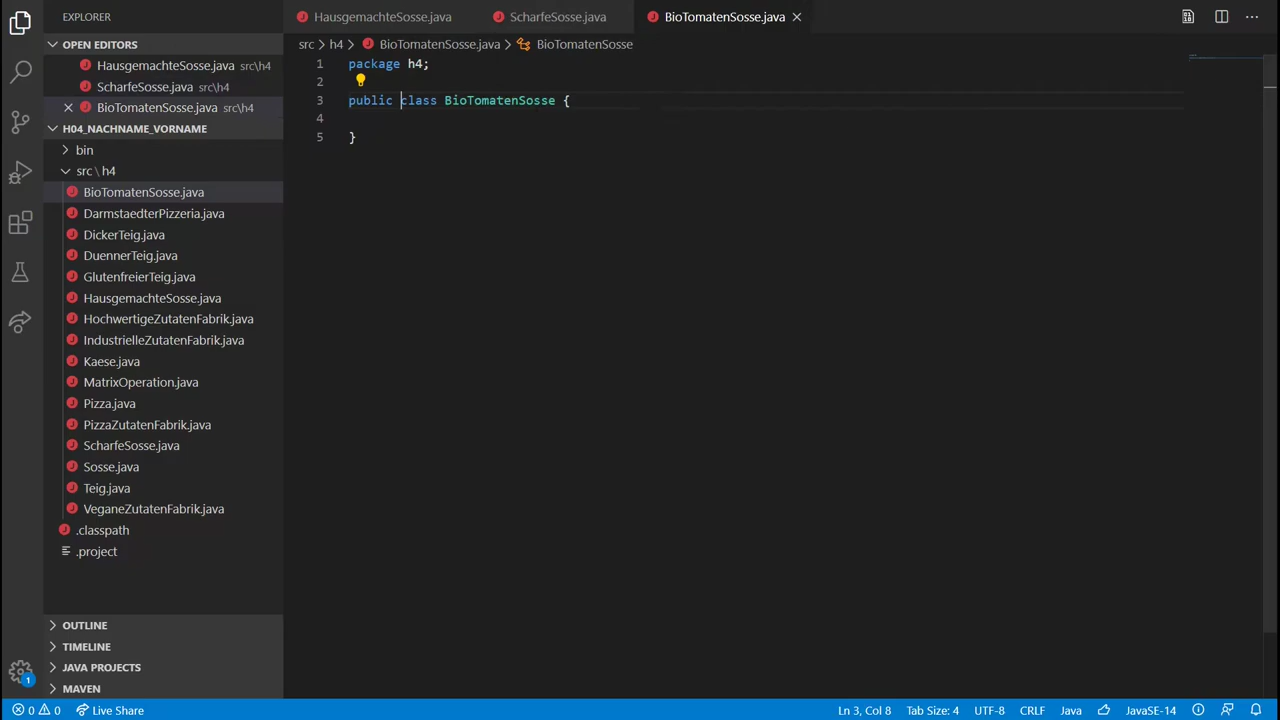 EXPLORER
HausgemachteSosse.java
ScharfeSosse.java
BioTomatenSosse.java
OPEN EDITORS
HausgemachteSosse.java src\h4
ScharfeSosse.java src\h4
BioTomatenSosse.java src\h4
H04_NACHNAME_VORNAME
bin
src\h4
BioTomatenSosse.java
DarmstaedterPizzeria.java
DickerTeig.java
DuennerTeig.java
GlutenfreierTeig.java
HausgemachteSosse.java
HochwertigeZutatenFabrik.java
IndustrielleZutatenFabrik.java
Kaese.java
MatrixOperation.java
Pizza.java
PizzaZutatenFabrik.java
ScharfeSosse.java
Sosse.java
Teig.java
VeganeZutatenFabrik.java
.classpath
.project
OUTLINE
TIMELINE
JAVA PROJECTS
MAVEN
src > h4 > BioTomatenSosse.java > BioTomatenSosse
1 package h4;
2
3 public class BioTomatenSosse {
4
5 }
1
0 0 Live Share
Ln 3, Col 8 Tab Size: 4 UTF-8 CRLF Java JavaSE-14